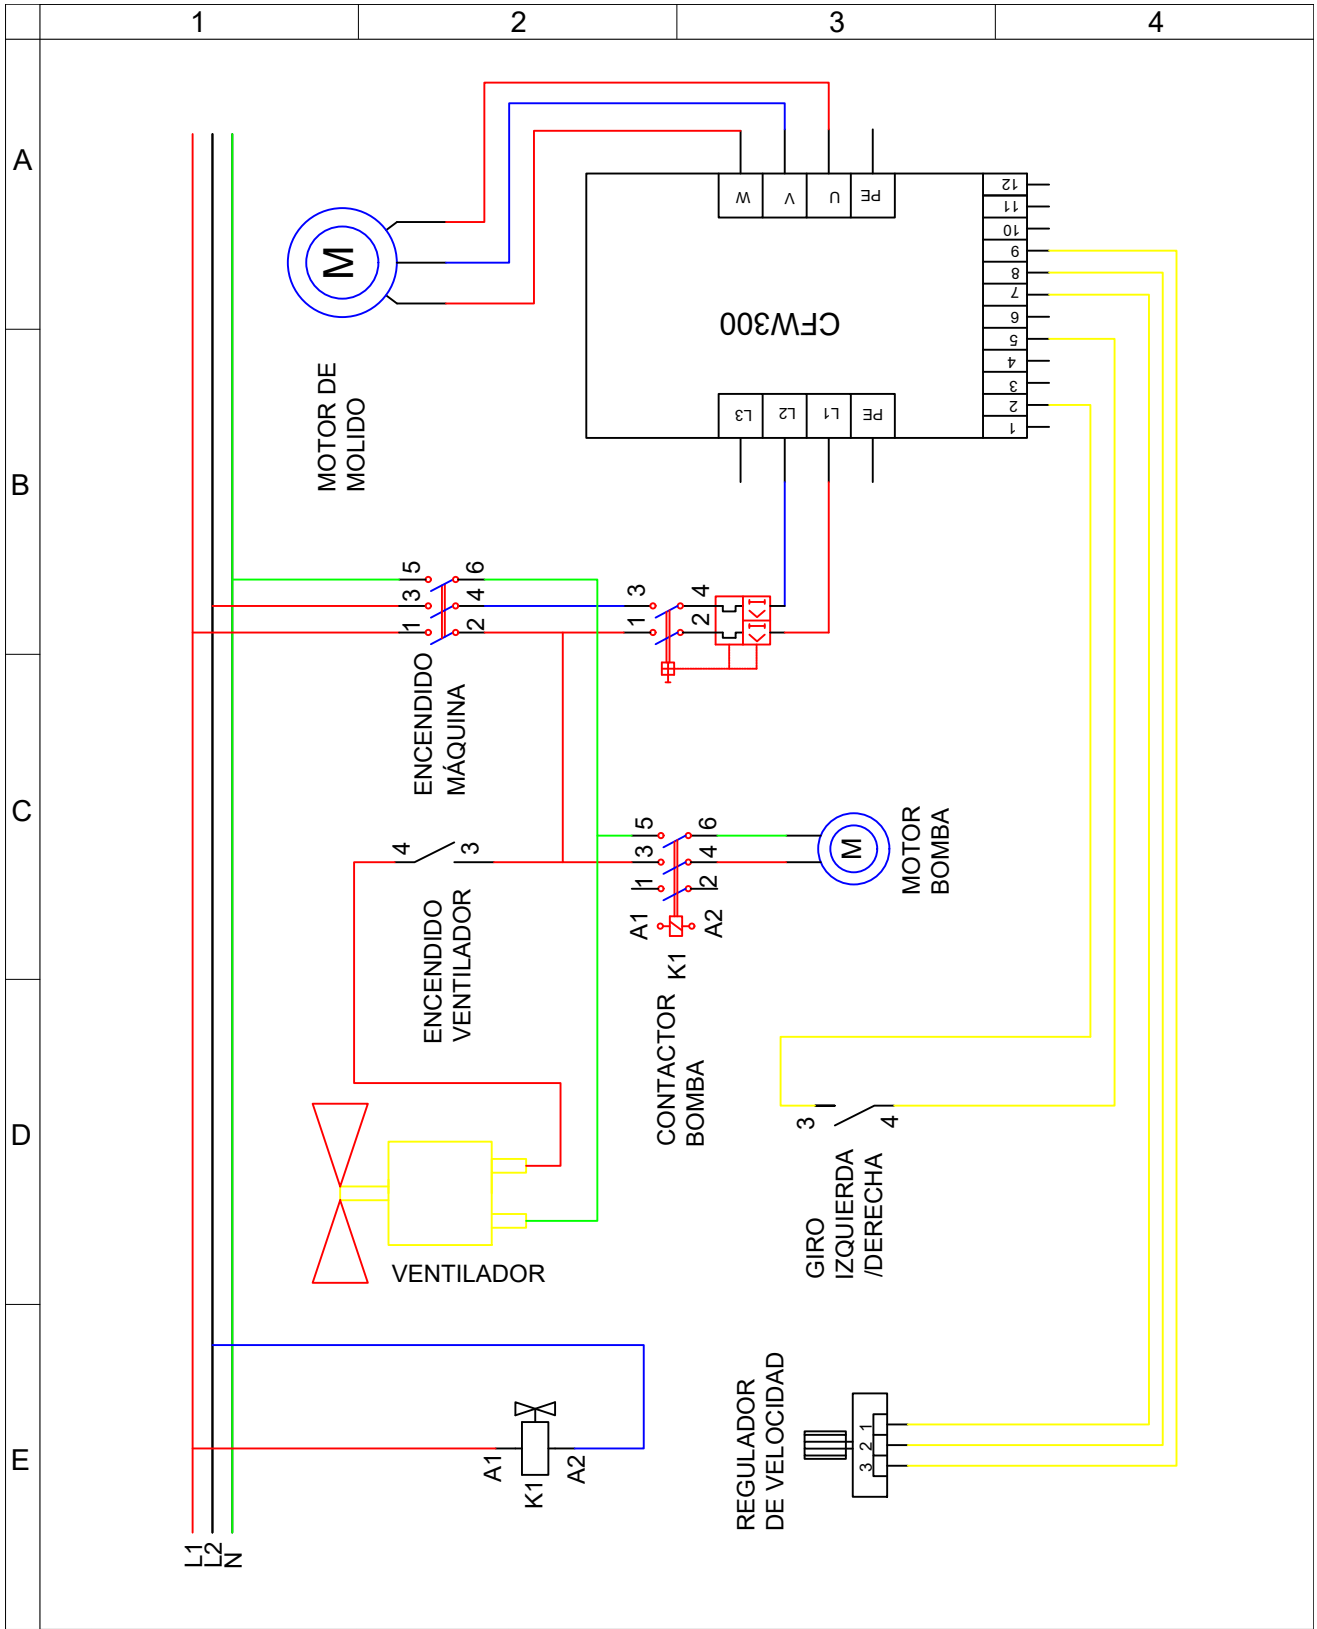 1
2
3
4
A
B
C
D
E
L1
L2
N
M
MOTOR DE
MOLIDO
CFW300
W
V
U
PE
L3
L2
L1
PE
12
11
10
9
8
7
6
5
4
3
2
1
5
3
1
6
4
2
ENCENDIDO
MÁQUINA
3
1
4
2
4
3
ENCENDIDO
VENTILADOR
5
3
1
6
4
2
A1
A2
K1
CONTACTOR
BOMBA
M
MOTOR
BOMBA
VENTILADOR
3
4
GIRO
IZQUIERDA
/DERECHA
A1
K1
A2
REGULADOR
DE VELOCIDAD
1
2
3